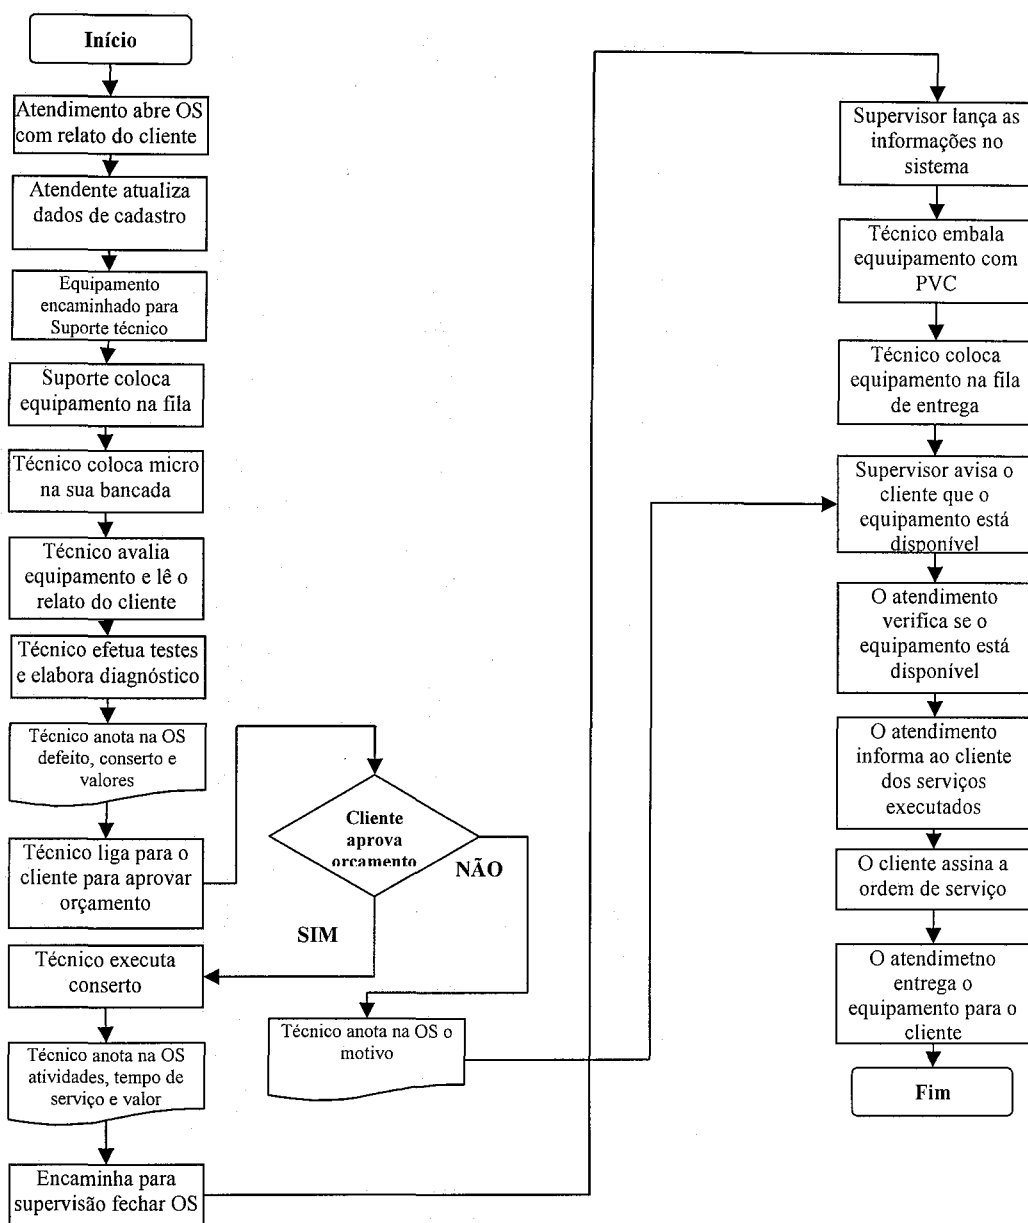 Início
Atendimento abre OS
com relato do cliente
Atendente atualiza
dados de cadastro
Equipamento
encaminhado para
Suporte técnico
Suporte coloca
equipamento na fila
Técnico coloca micro
na sua bancada
Técnico avalia
equipamento e lê o
relato do cliente
Técnico efetua testes
e elabora diagnóstico
Técnico anota na OS
defeito, conserto e
valores
Técnico liga para o
cliente para aprovar
orçamento
Cliente
aprova
orçamento
NÃO
SIM
Técnico executa
conserto
Técnico anota na OS
atividades, tempo de
serviço e valor
Encaminha para
supervisão fechar OS
Técnico anota na OS o
motivo
Supervisor lança as
informações no
sistema
Técnico embala
equuipamento com
PVC
Técnico coloca
equipamento na fila
de entrega
Supervisor avisa o
cliente que o
equipamento está
disponível
O atendimento
verifica se o
equipamento está
disponível
O atendimento
informa ao cliente
dos serviços
executados
O cliente assina a
ordem de serviço
O atendimetno
entrega o
equipamento para o
cliente
Fim